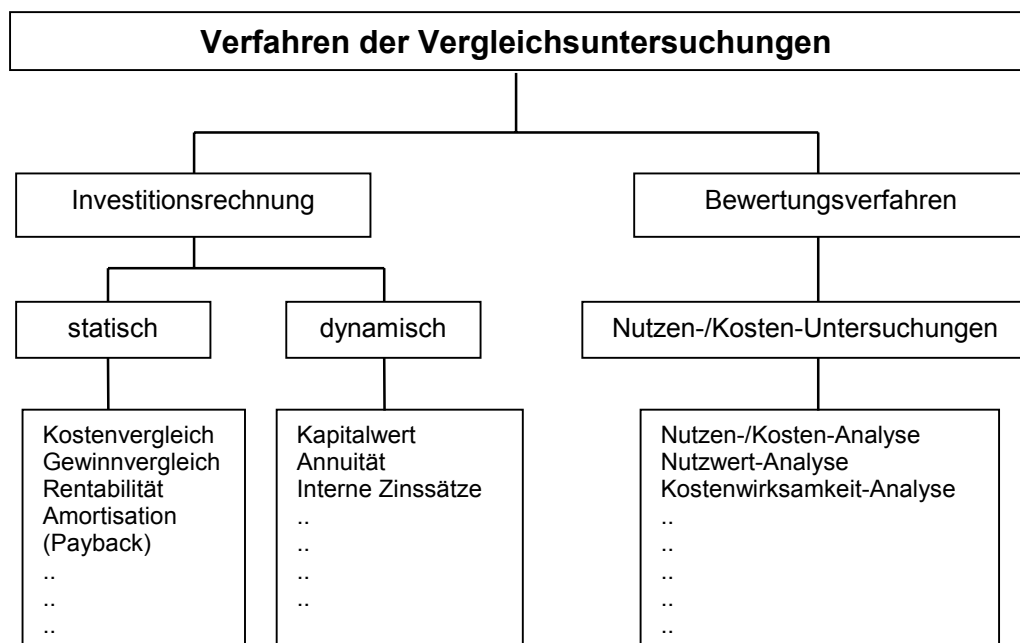 Verfahren der Vergleichsuntersuchungen
Investitionsrechnung
Bewertungsverfahren
statisch
dynamisch
Nutzen-/Kosten-Untersuchungen
Kostenvergleich
Gewinnvergleich
Rentabilität
Amortisation
(Payback)
..
..
..
Kapitalwert
Annuität
Interne Zinssätze
..
..
..
..
Nutzen-/Kosten-Analyse
Nutzwert-Analyse
Kostenwirksamkeit-Analyse
..
..
..
..
..